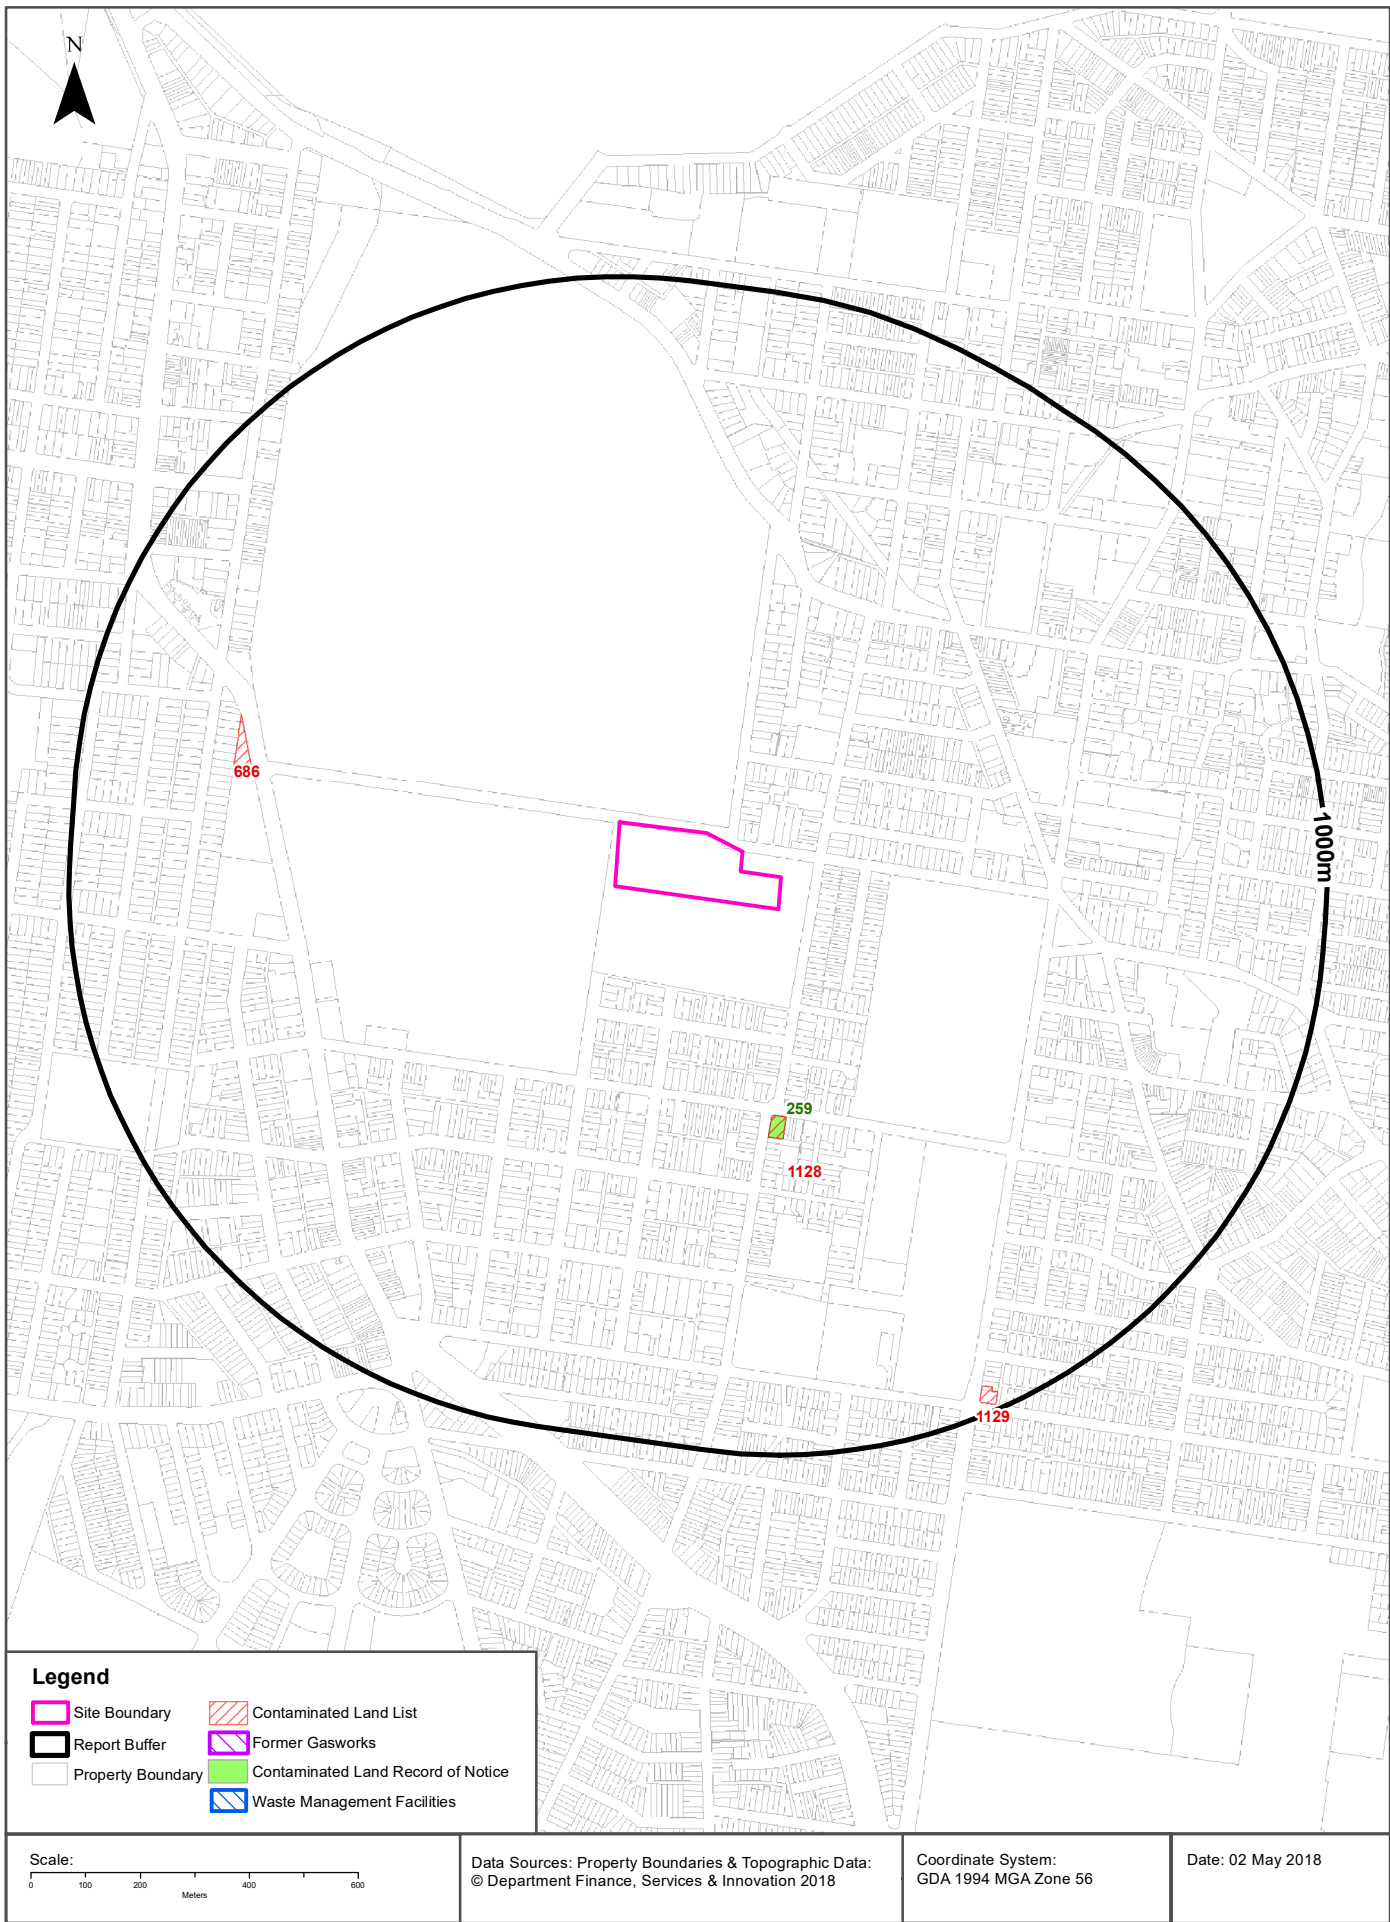 N
1000m
686
259
1128
1129
Legend
Site Boundary
Report Buffer
Property Boundary
Contaminated Land List
Former Gasworks
Contaminated Land Record of Notice
Waste Management Facilities
Scale:
0 100 200 400 600
Meters
Data Sources: Property Boundaries & Topographic Data:
© Department Finance, Services & Innovation 2018
Coordinate System:
GDA 1994 MGA Zone 56
Date: 02 May 2018